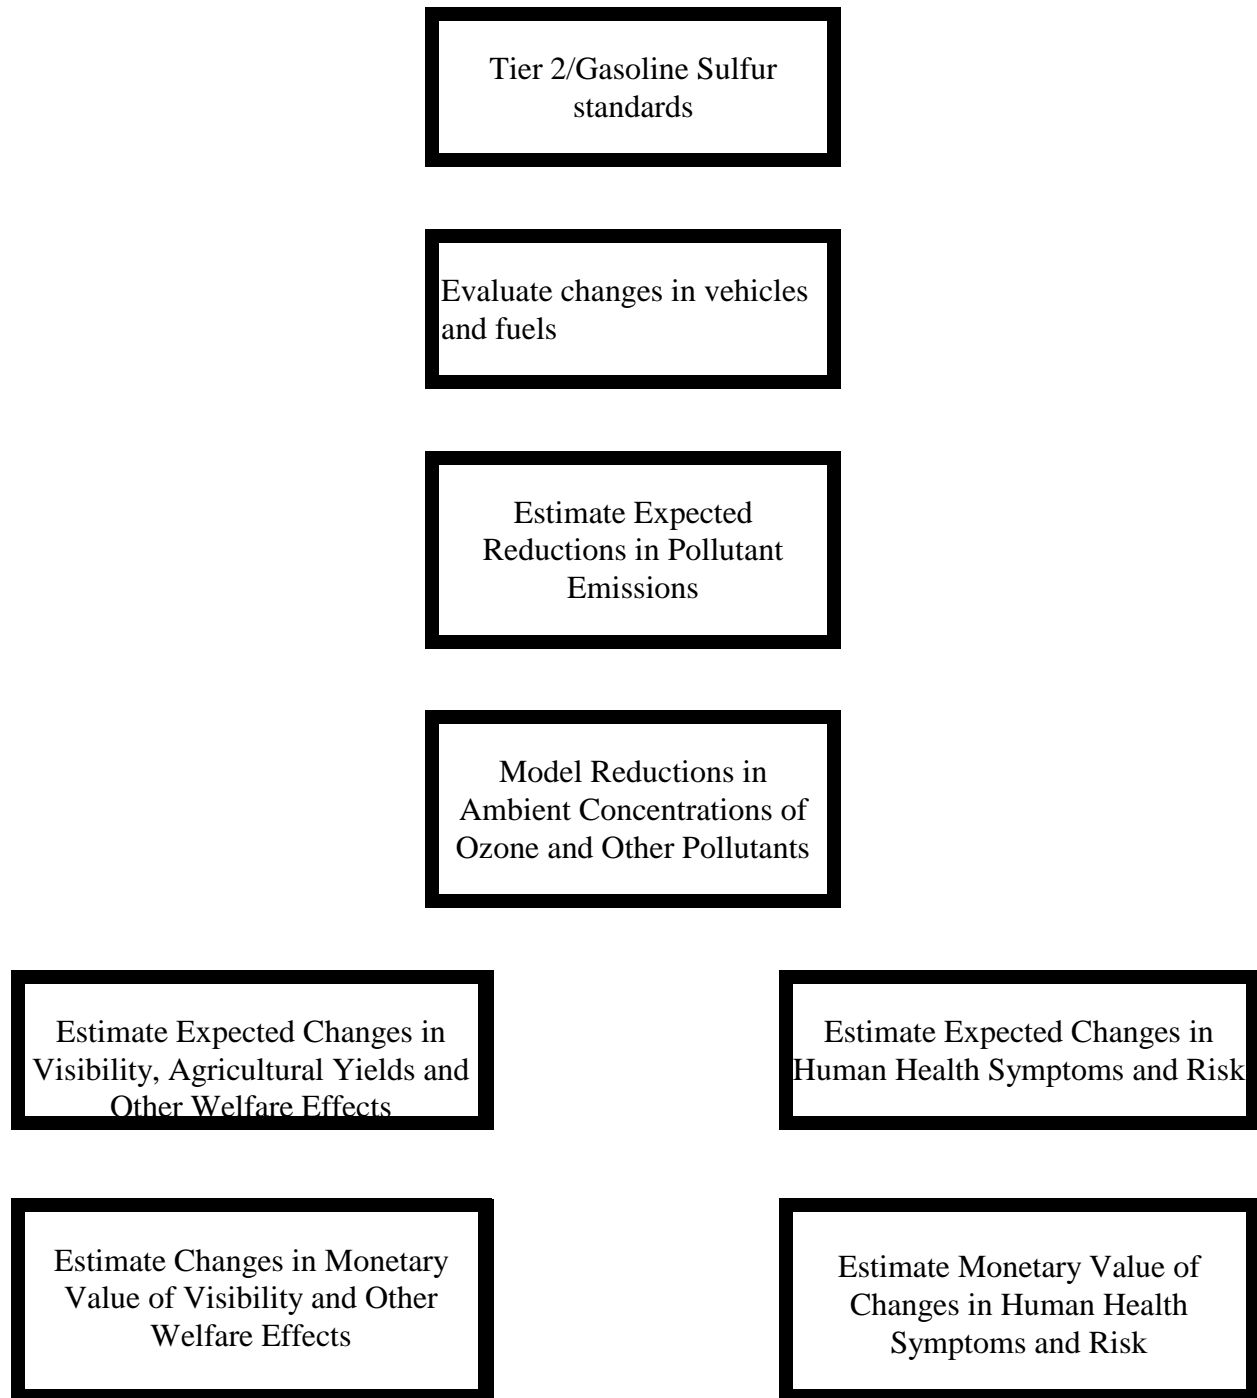 Tier 2/Gasoline Sulfur
standards
Evaluate changes in vehicles
and fuels
Estimate Expected
Reductions in Pollutant
Emissions
Model Reductions in
Ambient Concentrations of
Ozone and Other Pollutants
Estimate Expected Changes in
Visibility, Agricultural Yields and
Other Welfare Effects
Estimate Expected Changes in
Human Health Symptoms and Risk
Estimate Changes in Monetary
Value of Visibility and Other
Welfare Effects
Estimate Monetary Value of
Changes in Human Health
Symptoms and Risk